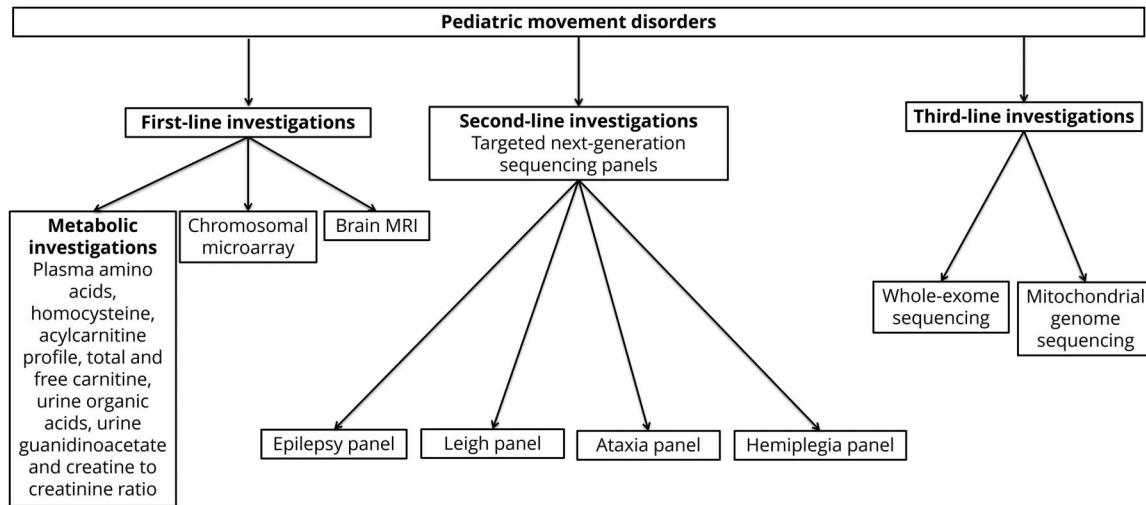 Pediatric movement disorders
First-line investigations
Metabolic
investigations
Plasma amino
acids,
homocysteine,
acylcarnitine
profile, total and
free carnitine,
urine organic
acids, urine
guanidinoacetate
and creatine to
creatinine ratio
Chromosomal
microarray
Brain MRI
Second-line investigations
Targeted next-generation
sequencing panels
Epilepsy panel
Leigh panel
Ataxia panel
Hemiplegia panel
Third-line investigations
Whole-exome
sequencing
Mitochondrial
genome
sequencing